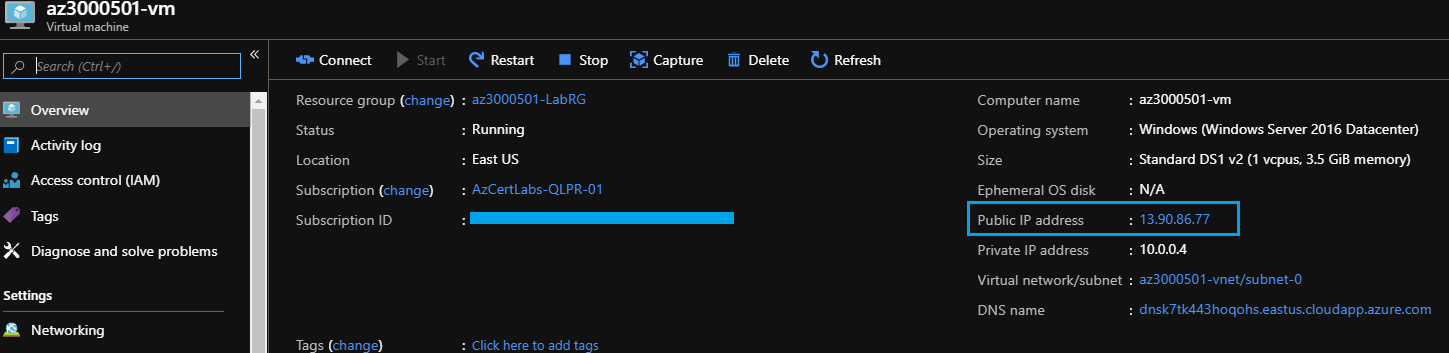 az3000501-vm
Virtual machine
Search (Ctrl+/)
«
Overview
Activity log
Access control (IAM)
Tags
Diagnose and solve problems
Settings
Networking
Connect Start Restart Stop Capture Delete Refresh
Resource group (change) : az3000501-LabRG
Status : Running
Location : East US
Subscription (change) : AzCertLabs-QLPR-01
Subscription ID :
Computer name : az3000501-vm
Operating system : Windows (Windows Server 2016 Datacenter)
Size : Standard DS1 v2 (1 vcpus, 3.5 GiB memory)
Ephemeral OS disk : N/A
Public IP address : 13.90.86.77
Private IP address : 10.0.0.4
Virtual network/subnet : az3000501-vnet/subnet-0
DNS name : dnsk7tk443hoqohs.eastus.cloudapp.azure.com
Tags (change) : Click here to add tags